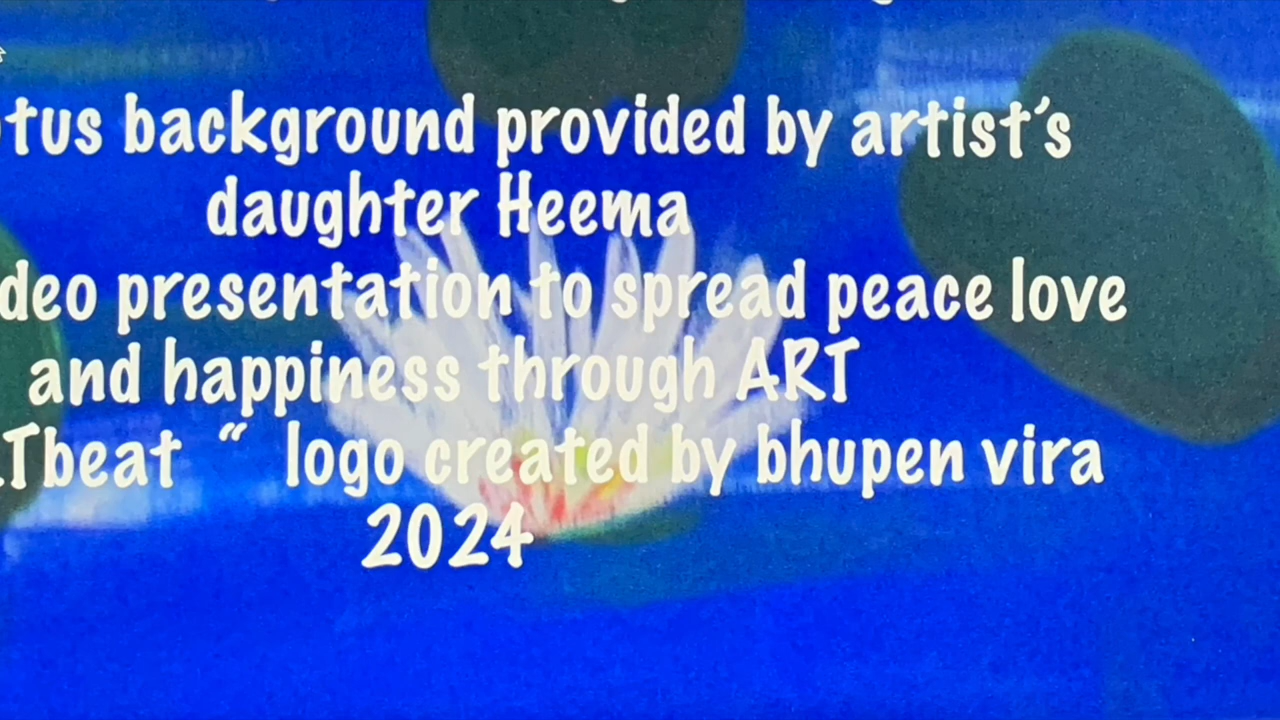 tus background provided by artist's
daughter Heema
deo presentation to spread peace love
and happiness through ART
Tbeat " logo created by bhupen vira
2024